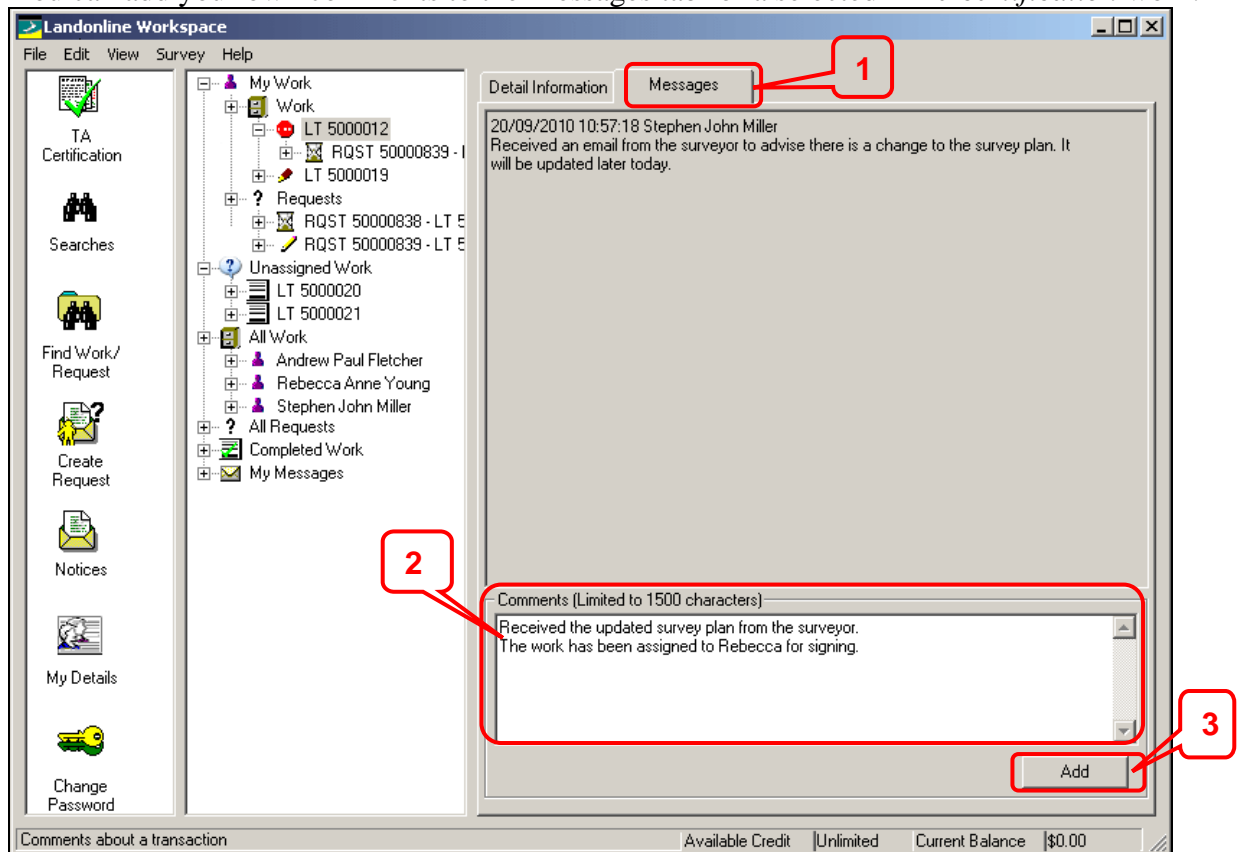 Landonline Workspace
File Edit View Survey Help
TA
Certification
Searches
Find Work/
Request
Create
Request
Notices
My Details
Change
Password
My Work
Work
LT 5000012
RQST 50000839 - I
LT 5000019
? Requests
RQST 50000838 - LT 5
RQST 50000839 - LT 5
Unassigned Work
LT 5000020
LT 5000021
All Work
Andrew Paul Fletcher
Rebecca Anne Young
Stephen John Miller
? All Requests
Completed Work
My Messages
Detail Information Messages
1
20/09/2010 10:57:18 Stephen John Miller
Received an email from the surveyor to advise there is a change to the survey plan. It
will be updated later today.
2
Comments (Limited to 1500 characters)
Received the updated survey plan from the surveyor.
The work has been assigned to Rebecca for signing.
3
Add
Comments about a transaction Available Credit Unlimited Current Balance $0.00